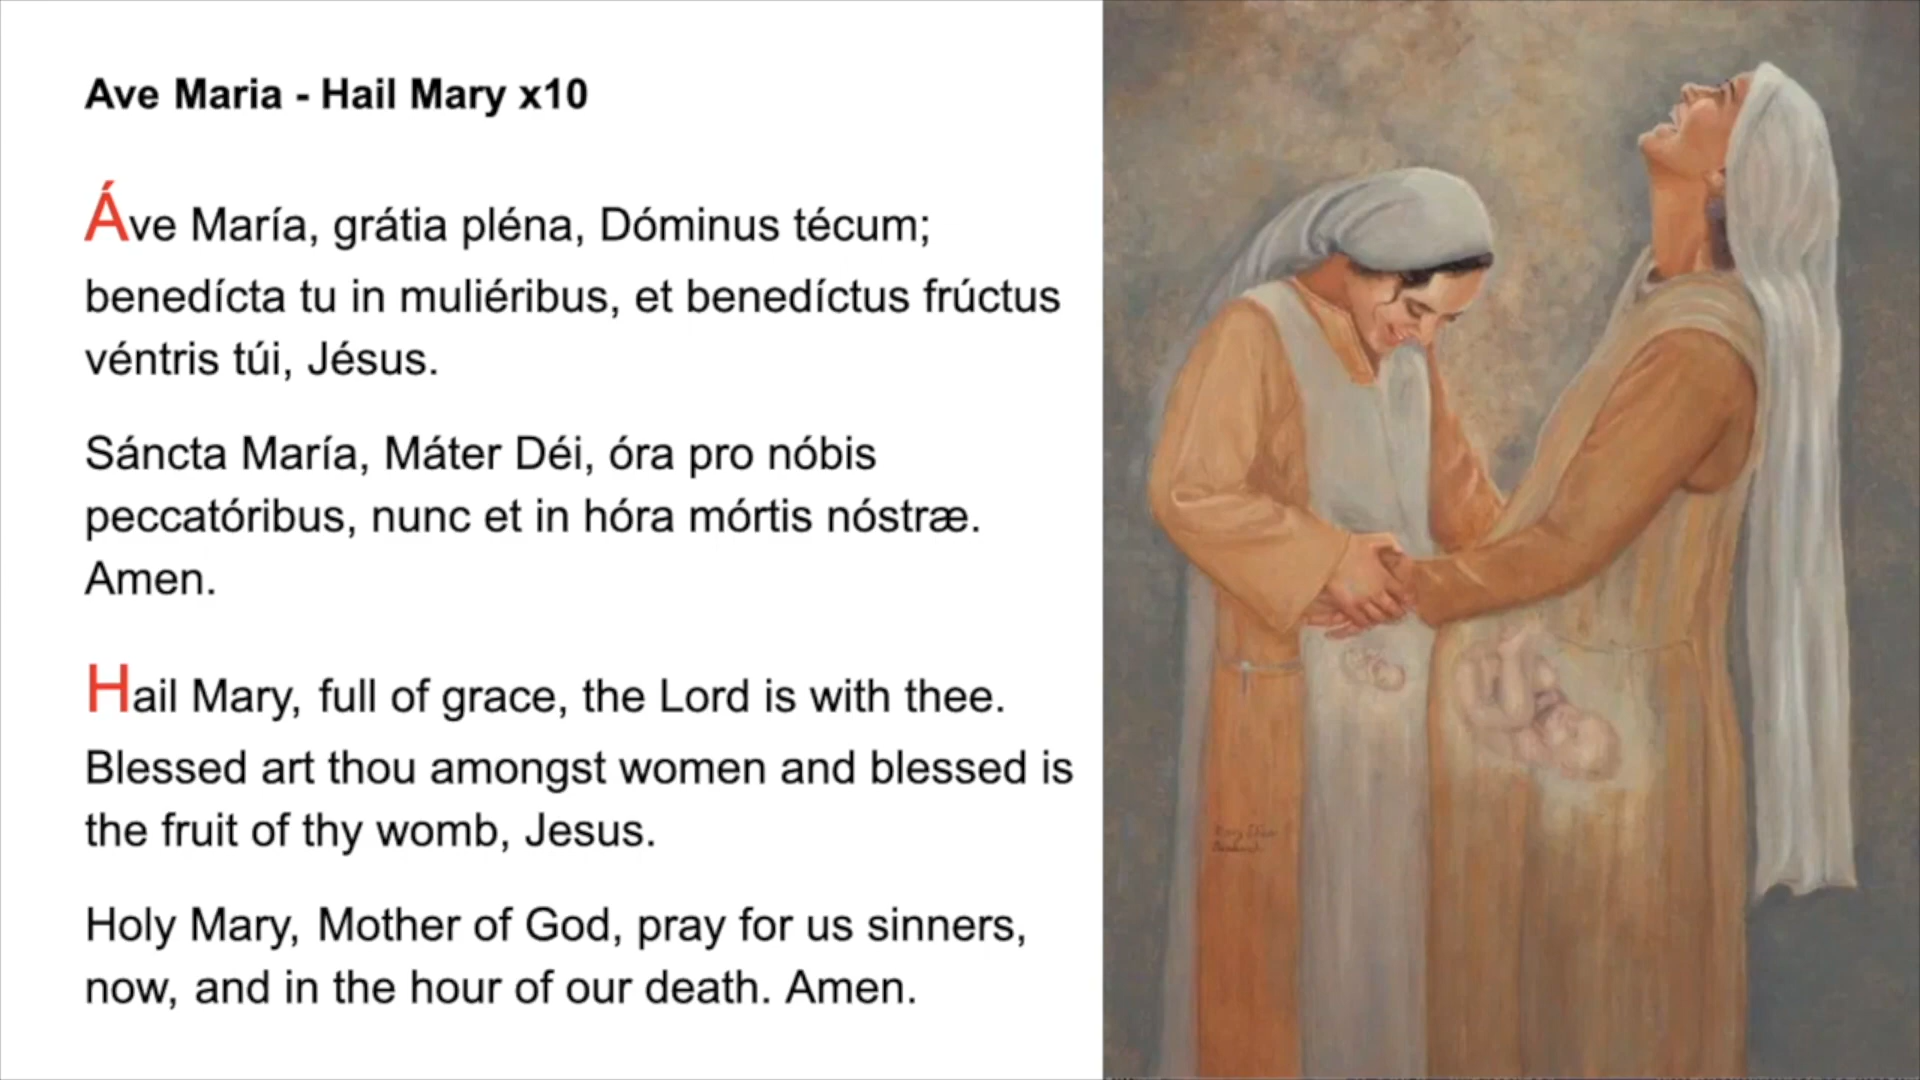 Ave Maria - Hail Mary x10
Áve María, grátia pléna, Dóminus técum;
benedícta tu in muliéribus, et benedíctus frúctus
véntris túi, Jésus.
Sáncta María, Máter Déi, óra pro nóbis
peccatóribus, nunc et in hóra mórtis nóstræ.
Amen.
Hail Mary, full of grace, the Lord is with thee.
Blessed art thou amongst women and blessed is
the fruit of thy womb, Jesus.
Holy Mary, Mother of God, pray for us sinners,
now, and in the hour of our death. Amen.